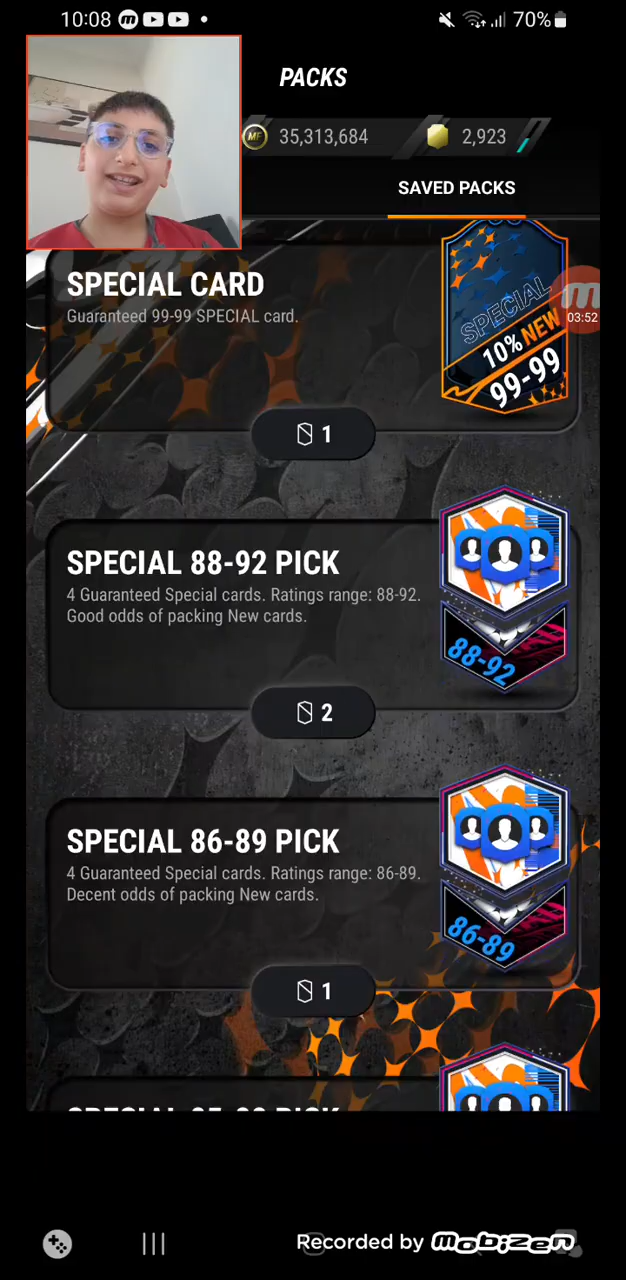 10:08
70%
PACKS
MF 35,313,684
2,923
SAVED PACKS
SPECIAL CARD
Guaranteed 99-99 SPECIAL card.
SPECIAL
10% NEW
99-99
03:52
1
SPECIAL 88-92 PICK
4 Guaranteed Special cards. Ratings range: 88-92.
Good odds of packing New cards.
88-92
2
SPECIAL 86-89 PICK
4 Guaranteed Special cards. Ratings range: 86-89.
Decent odds of packing New cards.
86-89
1
Recorded by mobizen